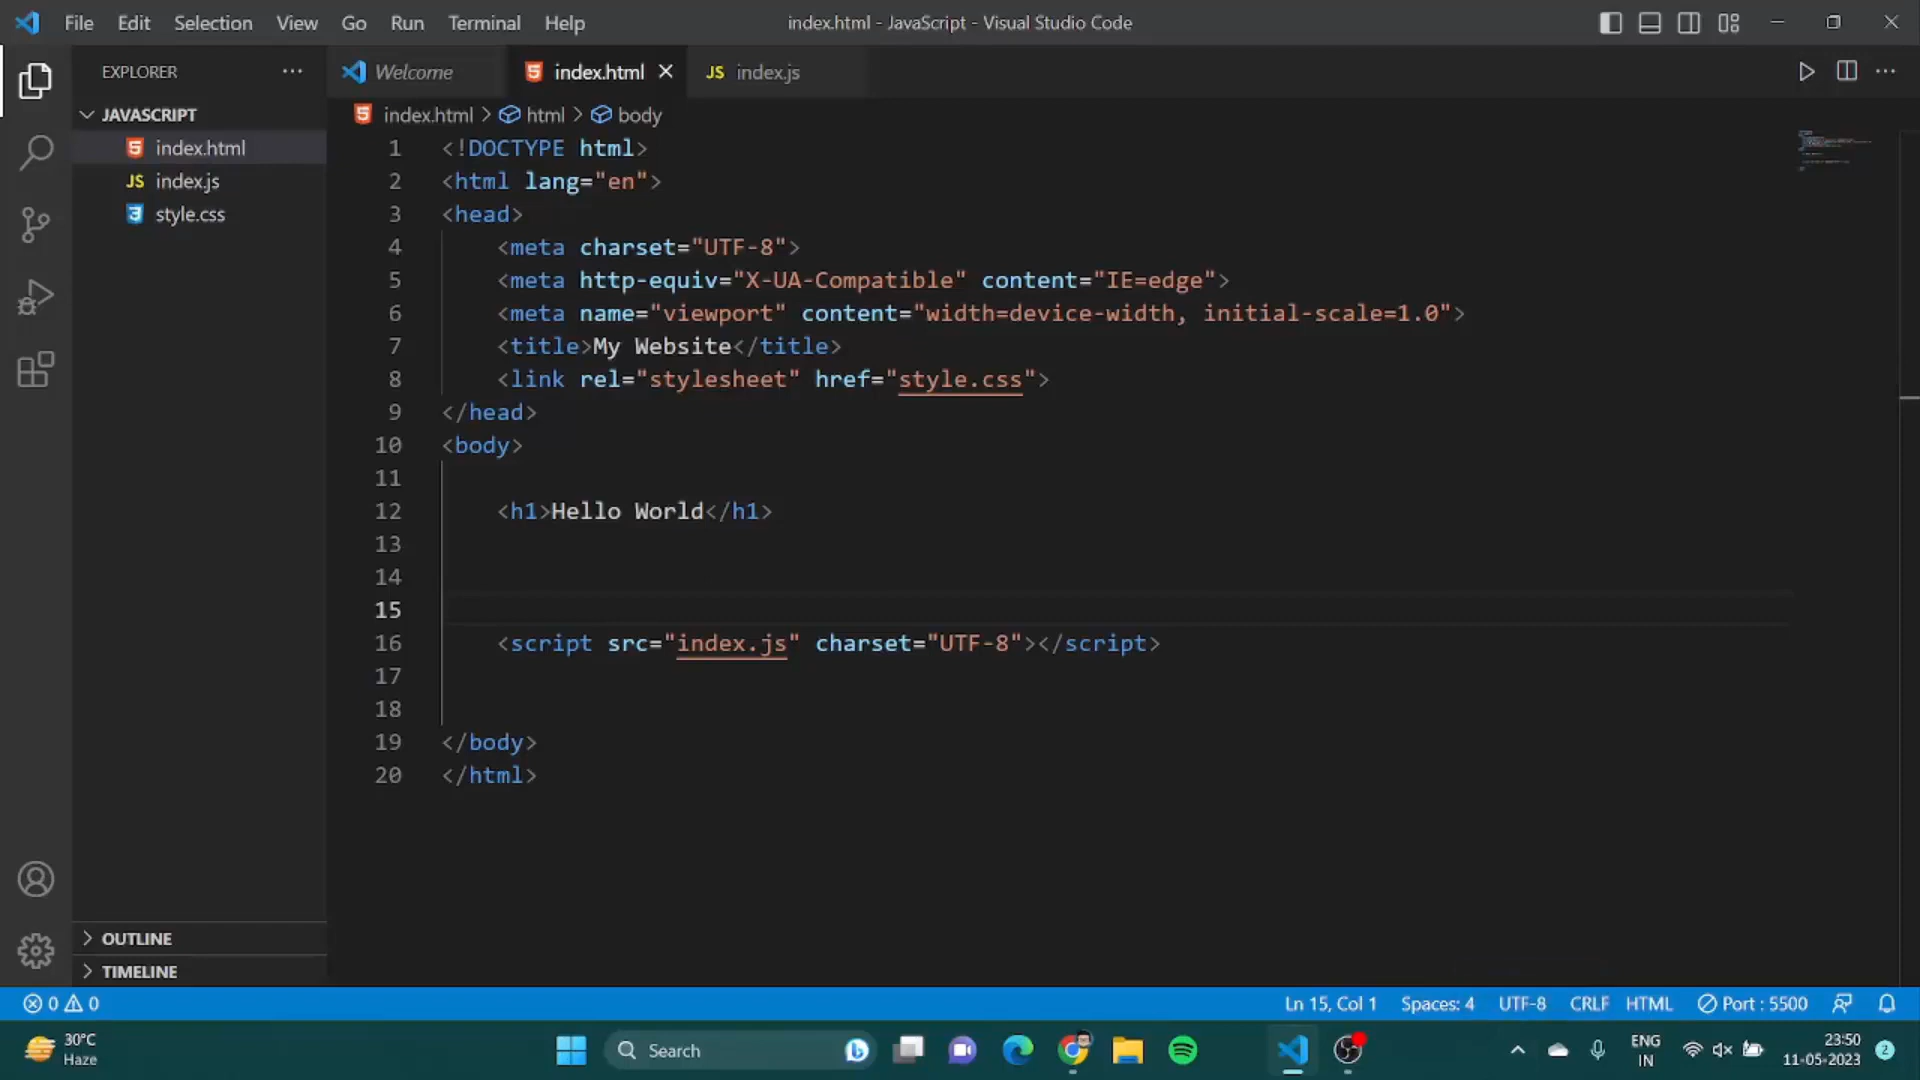 File Edit Selection View Go Run Terminal Help
index.html - JavaScript - Visual Studio Code
EXPLORER
JAVASCRIPT
index.html
JS index.js
style.css
OUTLINE
TIMELINE
Welcome
index.html
JS index.js
index.html > html > body
1 <!DOCTYPE html>
2 <html lang="en">
3 <head>
4 <meta charset="UTF-8">
5 <meta http-equiv="X-UA-Compatible" content="IE=edge">
6 <meta name="viewport" content="width=device-width, initial-scale=1.0">
7 <title>My Website</title>
8 <link rel="stylesheet" href="style.css">
9 </head>
10 <body>
11
12 <h1>Hello World</h1>
13
14
15
16 <script src="index.js" charset="UTF-8"></script>
17
18
19 </body>
20 </html>
0 0
Ln 15, Col 1 Spaces: 4 UTF-8 CRLF HTML Port : 5500
30°C
Haze
Search
ENG
IN
23:50
11-05-2023
2